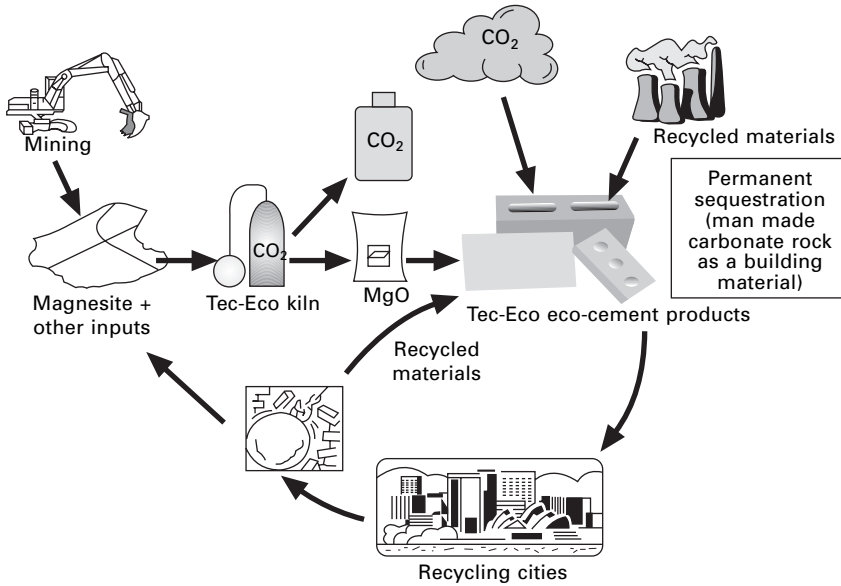 CO2
Mining
CO2
Recycled materials
Permanent
sequestration
(man made
carbonate rock
as a building
material)
CO2
Magnesite +
other inputs
Tec-Eco kiln
MgO
Tec-Eco eco-cement products
Recycled
materials
Recycling cities